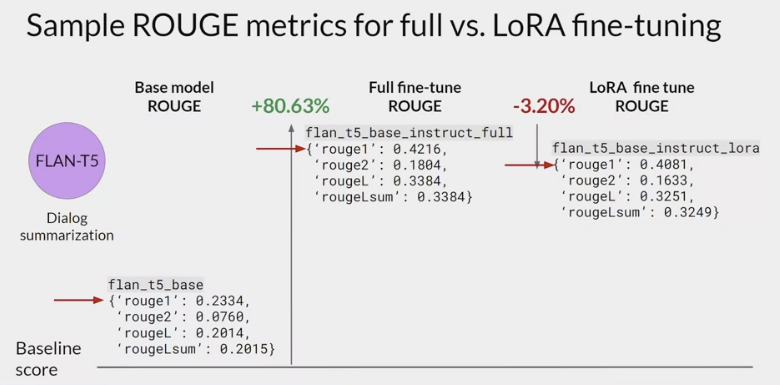 Sample ROUGE metrics for full vs. LoRA fine-tuning
Base model
ROUGE
+80.63%
Full fine-tune
ROUGE
-3.20%
LoRA  fine tune
ROUGE
FLAN-T5
Dialog
summarization
flan_t5_base
{‘rouge1’: 0.2334,
‘rouge2’: 0.0760,
‘rougeL’: 0.2014,
‘rougeLsum’: 0.2015}
flan_t5_base_instruct_full
{‘rouge1’: 0.4216,
‘rouge2’: 0.1804,
‘rougeL’: 0.3384,
‘rougeLsum’: 0.3384}
flan_t5_base_instruct_lora
{‘rouge1’: 0.4081,
‘rouge2’: 0.1633,
‘rougeL’: 0.3251,
‘rougeLsum’: 0.3249}
Baseline
score